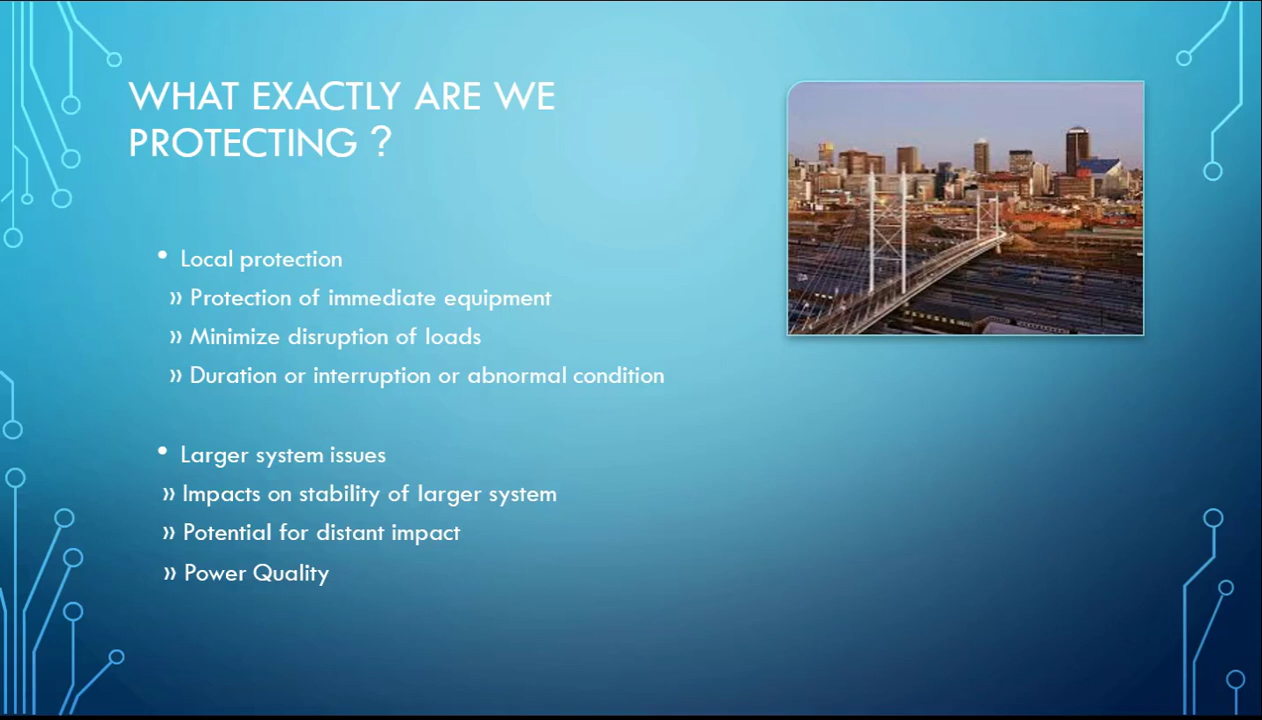 WHAT EXACTLY ARE WE
PROTECTING ?
• Local protection
» Protection of immediate equipment
» Minimize disruption of loads
» Duration or interruption or abnormal condition
• Larger system issues
» Impacts on stability of larger system
» Potential for distant impact
» Power Quality